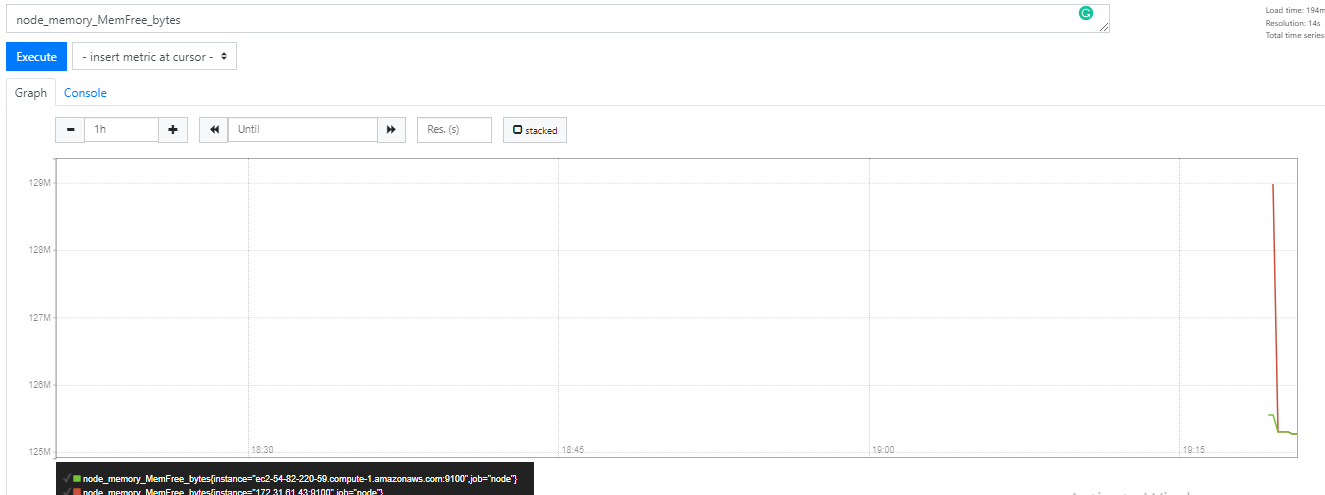 node_memory_MemFree_bytes
Load time: 194m
Resolution: 14s
Total time series
Execute
- insert metric at cursor -
Graph
Console
1h
Until
Res. (s)
stacked
129M
128M
127M
126M
125M
18:30
18:45
19:00
19:15
node_memory_MemFree_bytes{instance="ec2-54-82-220-59.compute-1.amazonaws.com:9100",job="node"}
node_memory_MemFree_bytes{instance="172.31.61.43:9100",job="node"}